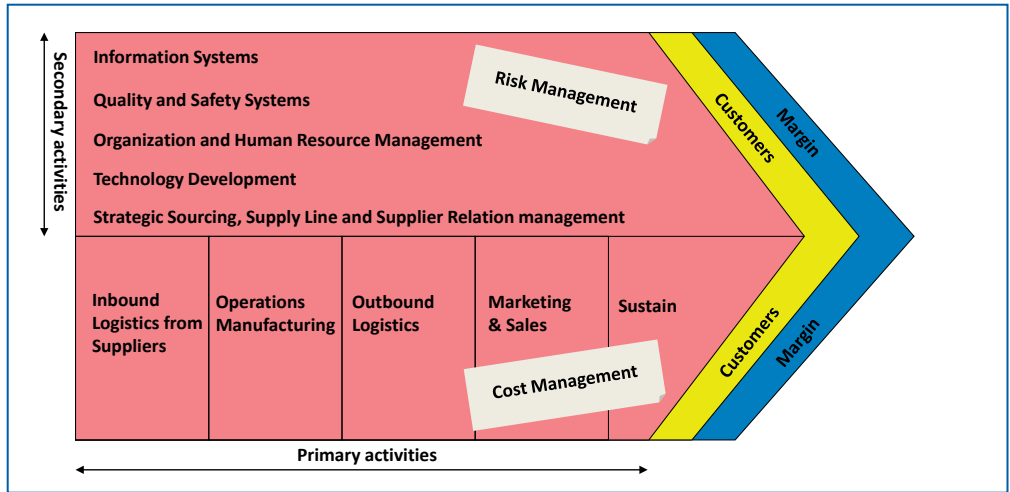 Secondary
activities
Information Systems
Quality and Safety Systems
Organization and Human Resource Management
Technology Development
Strategic Sourcing, Supply Line and Supplier Relation management
Risk Management
Customers
Margin
Inbound
Logistics from
Suppliers
Operations
Manufacturing
Outbound
Logistics
Marketing
& Sales
Sustain
Cost Management
Customers
Margin
Primary activities